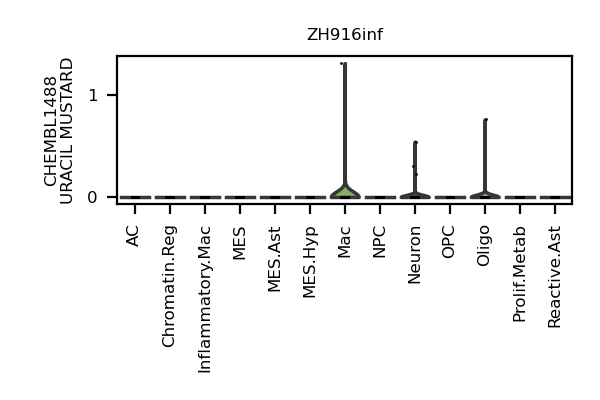 ZH916inf
CHEMBL1488
URACIL MUSTARD
1
0
AC
Chromatin.Reg
Inflammatory.Mac
MES
MES.Ast
MES.Hyp
Mac
NPC
Neuron
OPC
Oligo
Prolif.Metab
Reactive.Ast